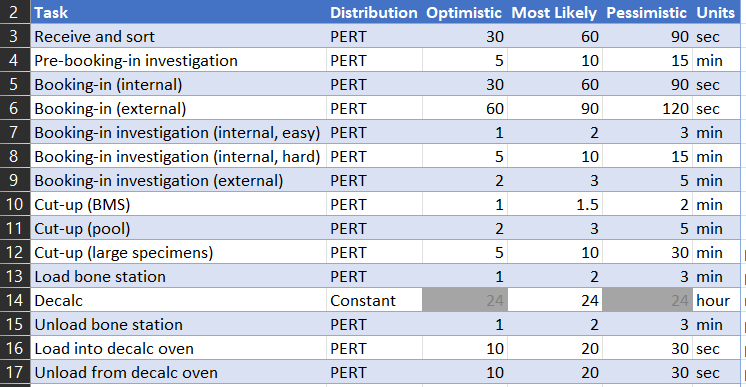 2 Task Distribution Optimistic Most Likely Pessimistic Units
3 Receive and sort PERT 30 60 90 sec
4 Pre-booking-in investigation PERT 5 10 15 min
5 Booking-in (internal) PERT 30 60 90 sec
6 Booking-in (external) PERT 60 90 120 sec
7 Booking-in investigation (internal, easy) PERT 1 2 3 min
8 Booking-in investigation (internal, hard) PERT 5 10 15 min
9 Booking-in investigation (external) PERT 2 3 5 min
10 Cut-up (BMS) PERT 1 1.5 2 min
11 Cut-up (pool) PERT 2 3 5 min
12 Cut-up (large specimens) PERT 5 10 30 min
13 Load bone station PERT 1 2 3 min
14 Decalc Constant 24 24 24 hour
15 Unload bone station PERT 1 2 3 min
16 Load into decalc oven PERT 10 20 30 sec
17 Unload from decalc oven PERT 10 20 30 sec